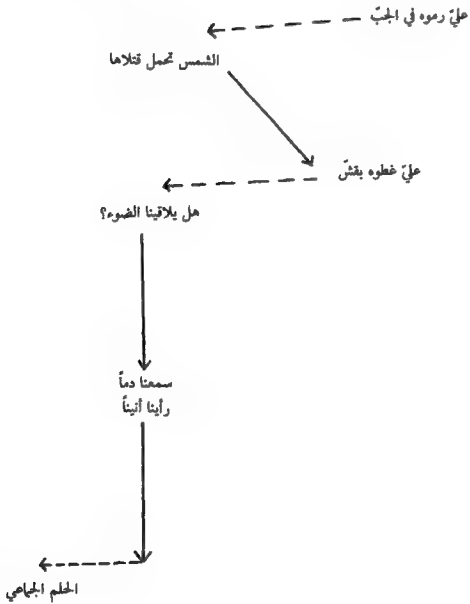 عليّ رموه في الجبّ
الشمس تحمل قتلاها
عليّ غطوه بقشّ
هل يلاقينا الضوء؟
سمعنا دماً
رأينا أنيناً
الحلم الجماعي